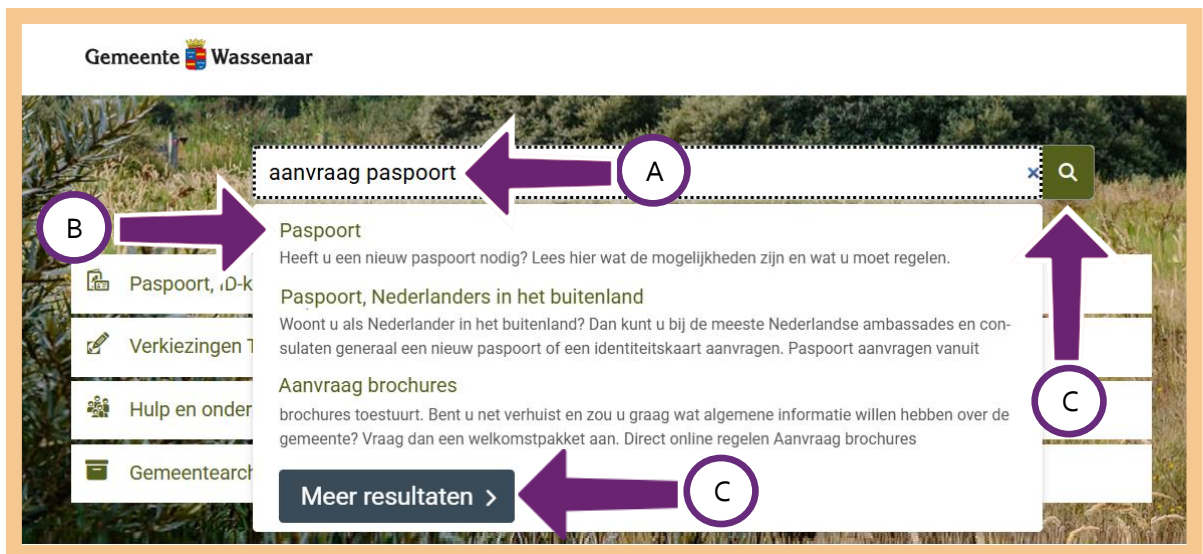 Gemeente Wassenaar
aanvraag paspoort
A
×
B
Paspoort
Heeft u een nieuw paspoort nodig? Lees hier wat de mogelijkheden zijn en wat u moet regelen.
Paspoort, ID-k
Paspoort, Nederlanders in het buitenland
Woont u als Nederlander in het buitenland? Dan kunt u bij de meeste Nederlandse ambassades en con-
Verkiezingen T
sulaten generaal een nieuw paspoort of een identiteitskaart aanvragen. Paspoort aanvragen vanuit
Aanvraag brochures
C
Hulp en onder
brochures toestuurt. Bent u net verhuist en zou u graag wat algemene informatie willen hebben over de
gemeente? Vraag dan een welkomstpakket aan. Direct online regelen Aanvraag brochures
Gemeentearch
Meer resultaten >
C